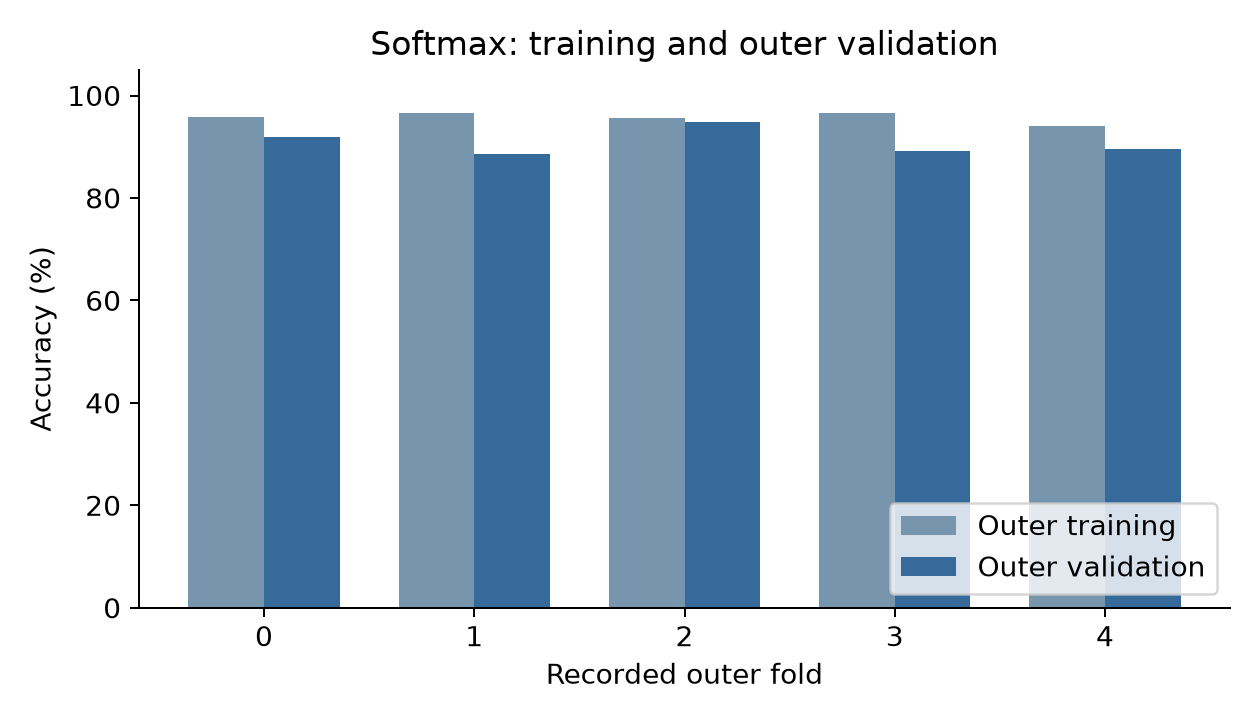 Softmax: training and outer validation
Accuracy (%)
100
80
60
40
20
0
0 1 2 3 4
Recorded outer fold
Outer training
Outer validation